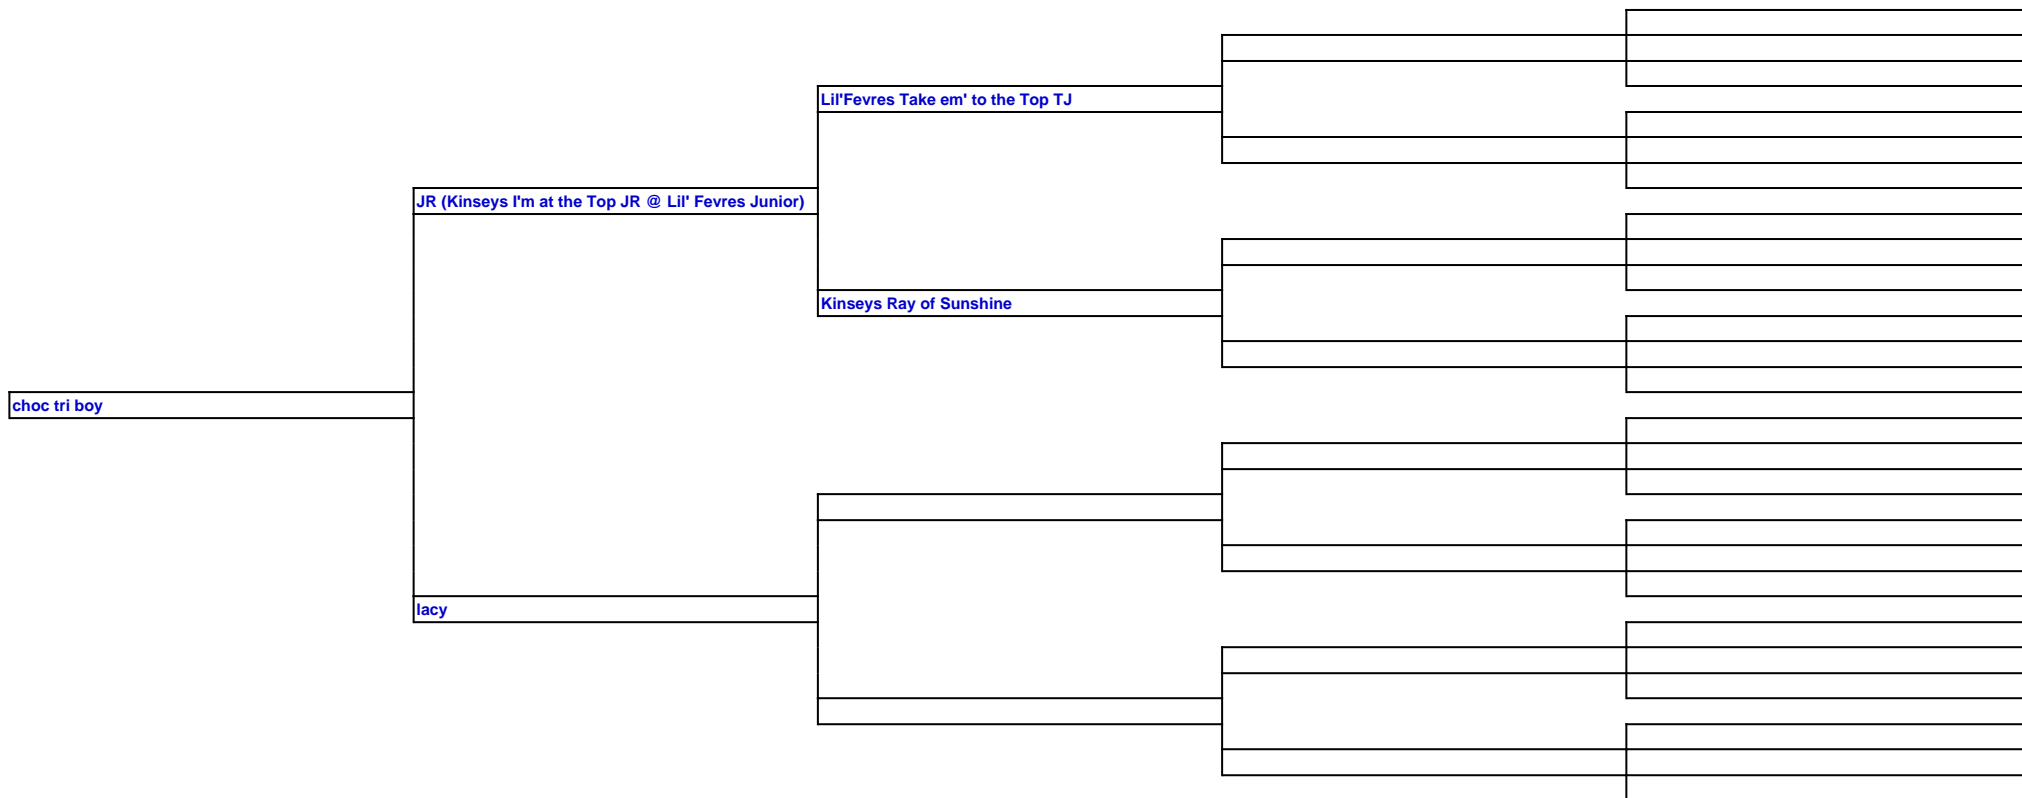 Lil'Fevres Take em' to the Top TJ
JR (Kinseys I'm at the Top JR @ Lil' Fevres Junior)
Kinseys Ray of Sunshine
choc tri boy
lacy